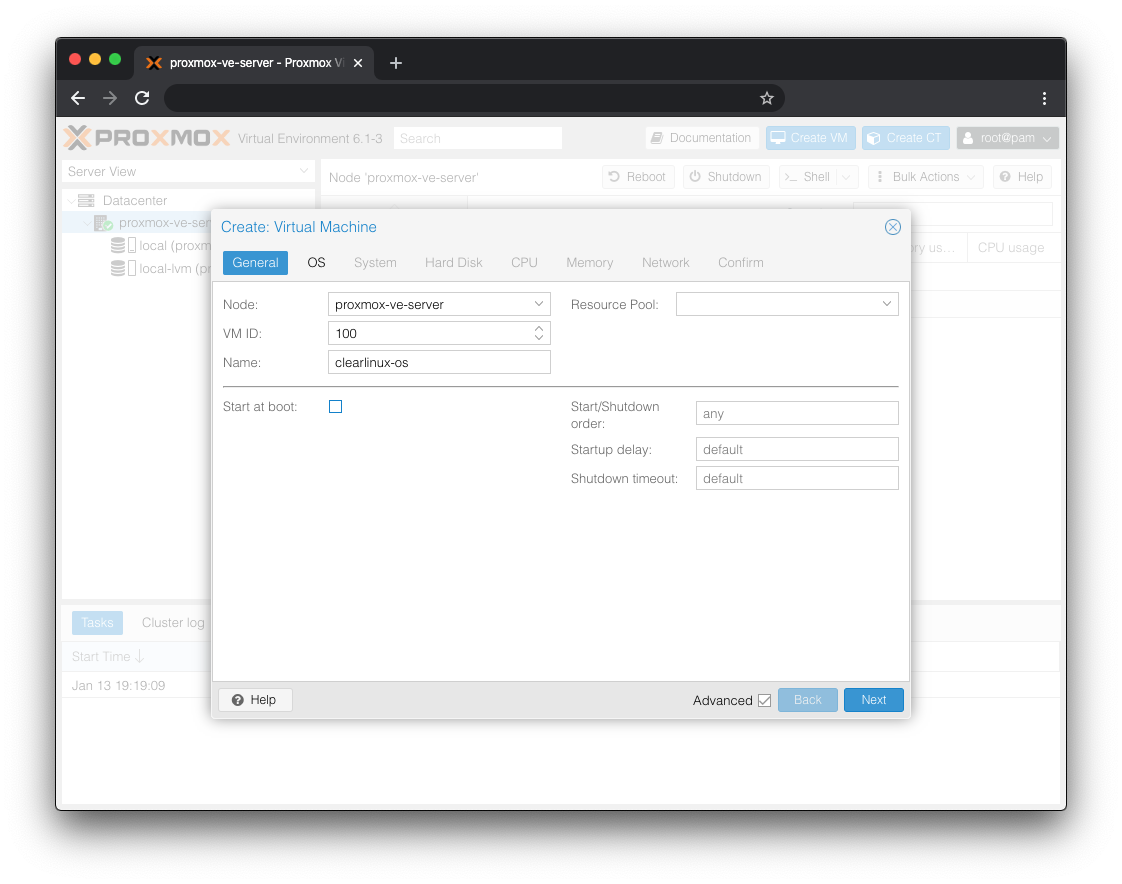 proxmox-ve-server - Proxmox Vi
PROXMOX Virtual Environment 6.1-3 Search Documentation Create VM Create CT root@pam
Server View
Node 'proxmox-ve-server' Reboot Shutdown >_ Shell Bulk Actions Help
Datacenter
proxmox-ve-ser
local (proxm
local-lvm (pr
ry us... CPU usage
Create: Virtual Machine
General OS System Hard Disk CPU Memory Network Confirm
Node: proxmox-ve-server Resource Pool:
VM ID: 100
Name: clearlinux-os
Start at boot: Start/Shutdown order: any
Startup delay: default
Shutdown timeout: default
Help Advanced Back Next
Tasks Cluster log
Start Time
Jan 13 19:19:09